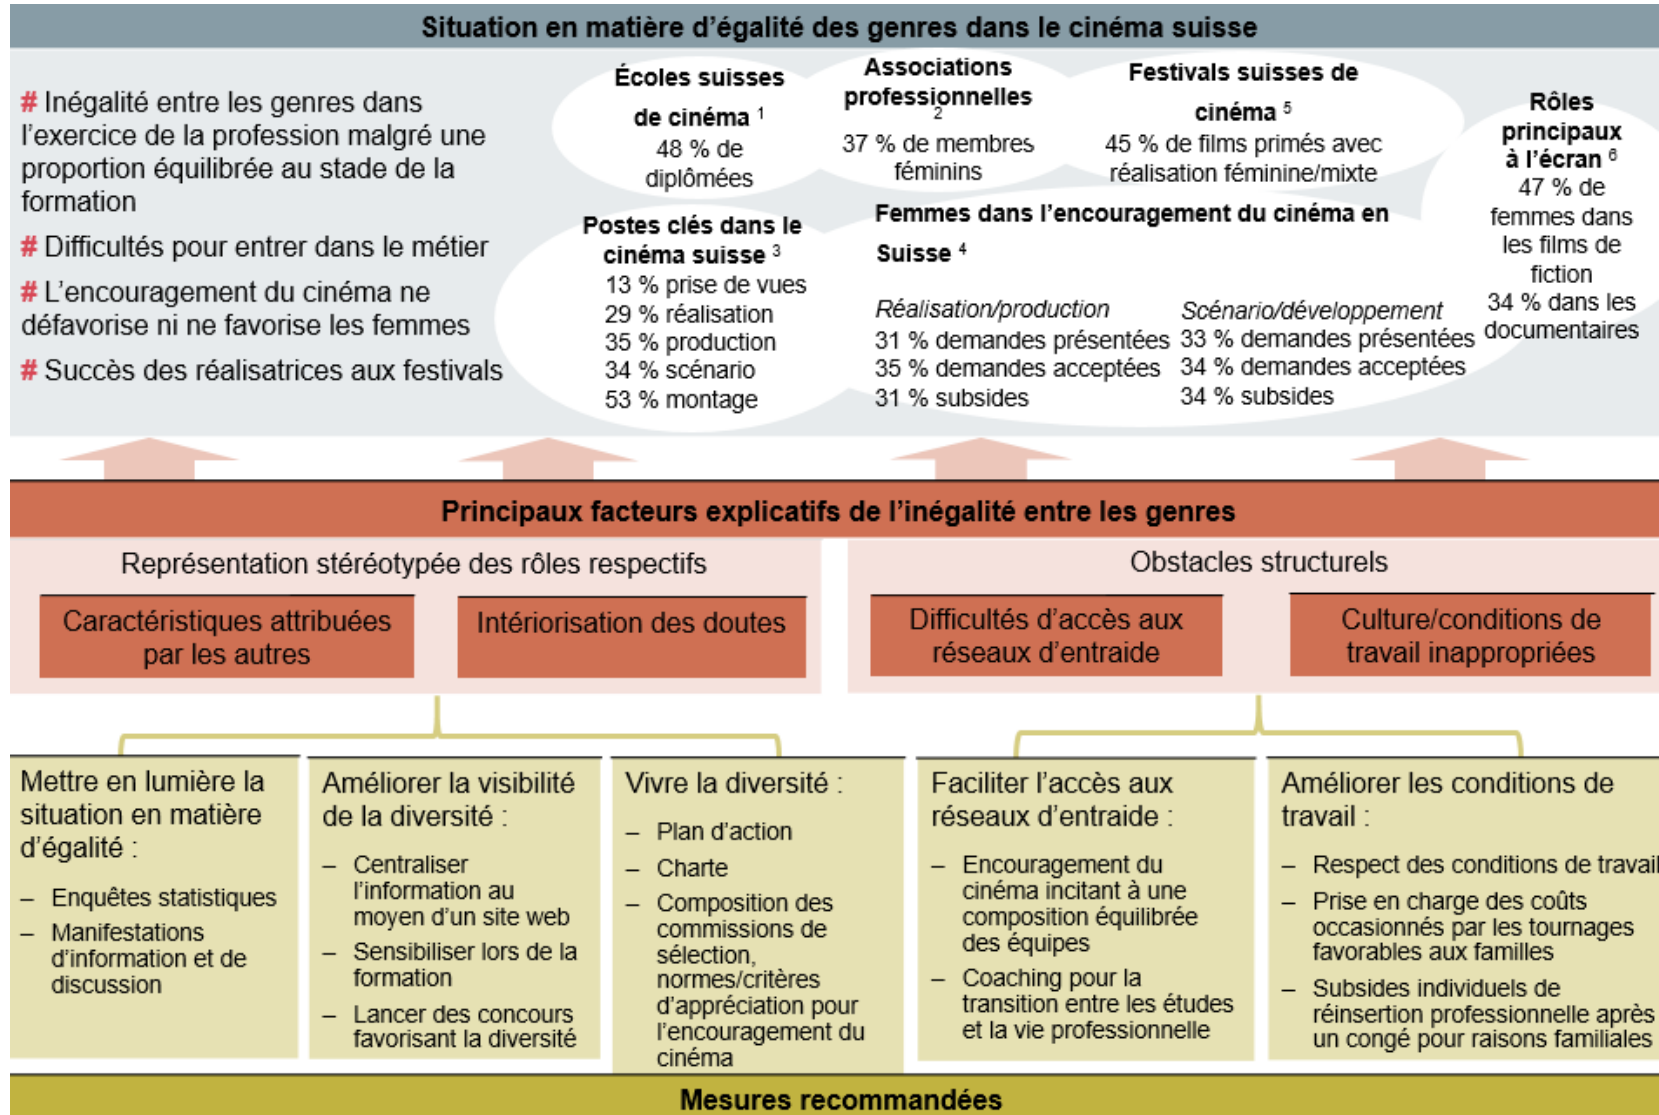 Situation en matière d’égalité des genres dans le cinéma suisse
# Inégalité entre les genres dans
l’exercice de la profession malgré une
proportion équilibrée au stade de la
formation
# Difficultés pour entrer dans le métier
# L’encouragement du cinéma ne
défavorise ni ne favorise les femmes
# Succès des réalisatrices aux festivals
Écoles suisses
de cinéma 1
48 % de
diplômées
Associations
professionnelles
2
37 % de membres
féminins
Festivals suisses de
cinéma 5
45 % de films primés avec
réalisation féminine/mixte
Rôles
principaux
à l’écran 6
47 % de
femmes dans
les films de
fiction
34 % dans les
documentaires
Postes clés dans le
cinéma suisse 3
13 % prise de vues
29 % réalisation
35 % production
34 % scénario
53 % montage
Femmes dans l’encouragement du cinéma en
Suisse 4
Réalisation/production
31 % demandes présentées
35 % demandes acceptées
31 % subsides
Scénario/développement
33 % demandes présentées
34 % demandes acceptées
34 % subsides
Principaux facteurs explicatifs de l’inégalité entre les genres
Représentation stéréotypée des rôles respectifs
Caractéristiques attribuées
par les autres
Intériorisation des doutes
Obstacles structurels
Difficultés d’accès aux
réseaux d’entraide
Culture/conditions de
travail inappropriées
Mettre en lumière la
situation en matière
d’égalité :
– Enquêtes statistiques
– Manifestations
d’information et de
discussion
Améliorer la visibilité
de la diversité :
– Centraliser
l’information au
moyen d’un site web
– Sensibiliser lors de la
formation
– Lancer des concours
favorisant la diversité
Vivre la diversité :
– Plan d’action
– Charte
– Composition des
commissions de
sélection,
normes/critères
d’appréciation pour
l’encouragement du
cinéma
Faciliter l’accès aux
réseaux d’entraide :
– Encouragement du
cinéma incitant à une
composition équilibrée
des équipes
– Coaching pour la
transition entre les études
et la vie professionnelle
Améliorer les conditions de
travail :
– Respect des conditions de travail
– Prise en charge des coûts
occasionnés par les tournages
favorables aux familles
– Subsides individuels de
réinsertion professionnelle après
un congé pour raisons familiales
Mesures recommandées